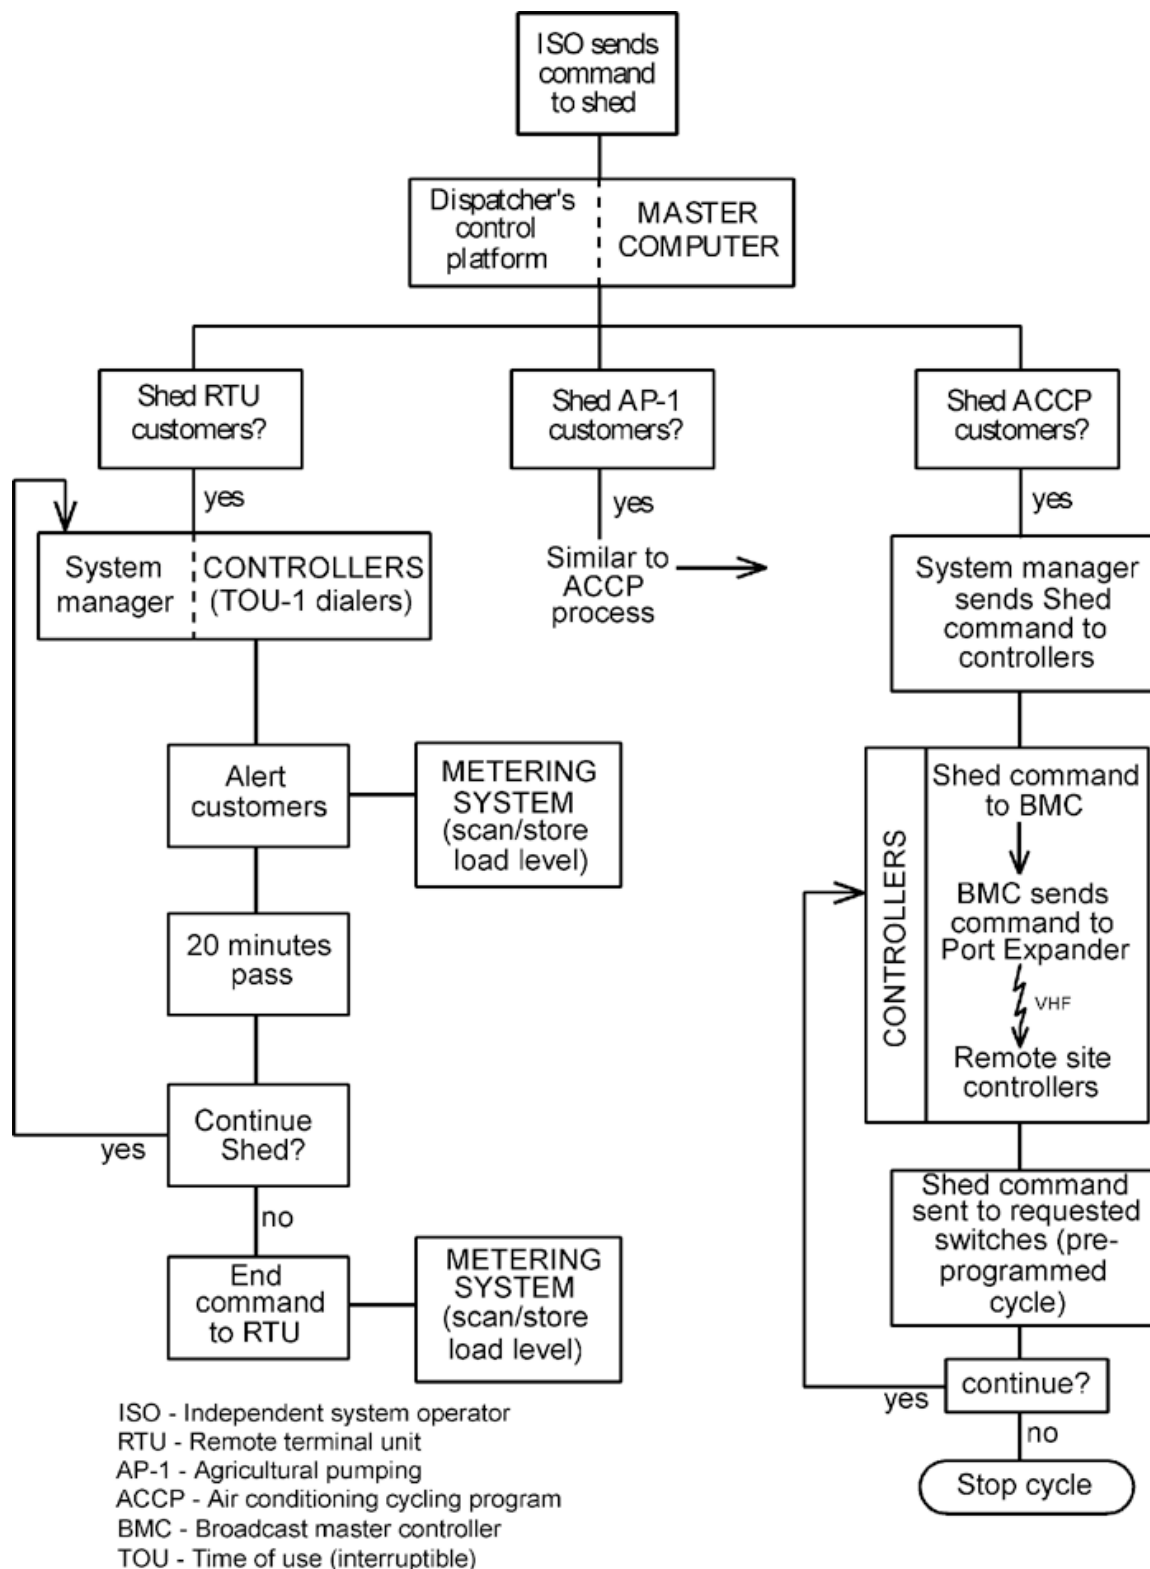 ISO sends
command
to shed
Dispatcher's
control
platform
MASTER
COMPUTER
Shed RTU
customers?
Shed AP-1
customers?
Shed ACCP
customers?
yes
yes
yes
System
manager
CONTROLLERS
(TOU-1 dialers)
Similar to
ACCP
process
System manager
sends Shed
command to
controllers
Alert
customers
METERING
SYSTEM
(scan/store
load level)
CONTROLLERS
Shed command
to BMC
BMC sends
command to
Port Expander
VHF
Remote site
controllers
20 minutes
pass
Continue
Shed?
yes
no
End
command
to RTU
METERING
SYSTEM
(scan/store
load level)
Shed command
sent to requested
switches (pre-
programmed
cycle)
continue?
yes
no
Stop cycle
ISO - Independent system operator
RTU - Remote terminal unit
AP-1 - Agricultural pumping
ACCP - Air conditioning cycling program
BMC - Broadcast master controller
TOU - Time of use (interruptible)